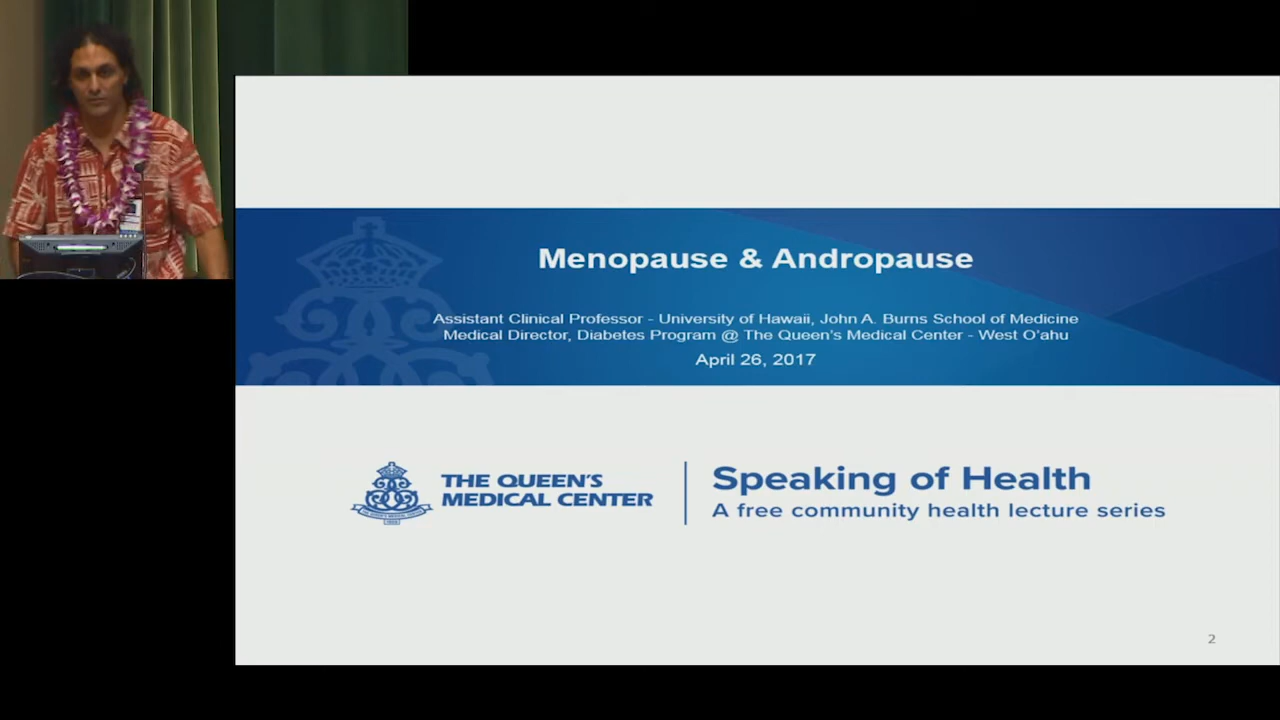 Menopause & Andropause
Assistant Clinical Professor - University of Hawaii, John A. Burns School of Medicine
Medical Director, Diabetes Program @ The Queen's Medical Center - West O'ahu
April 26, 2017
THE QUEEN'S
MEDICAL CENTER
Speaking of Health
A free community health lecture series
2